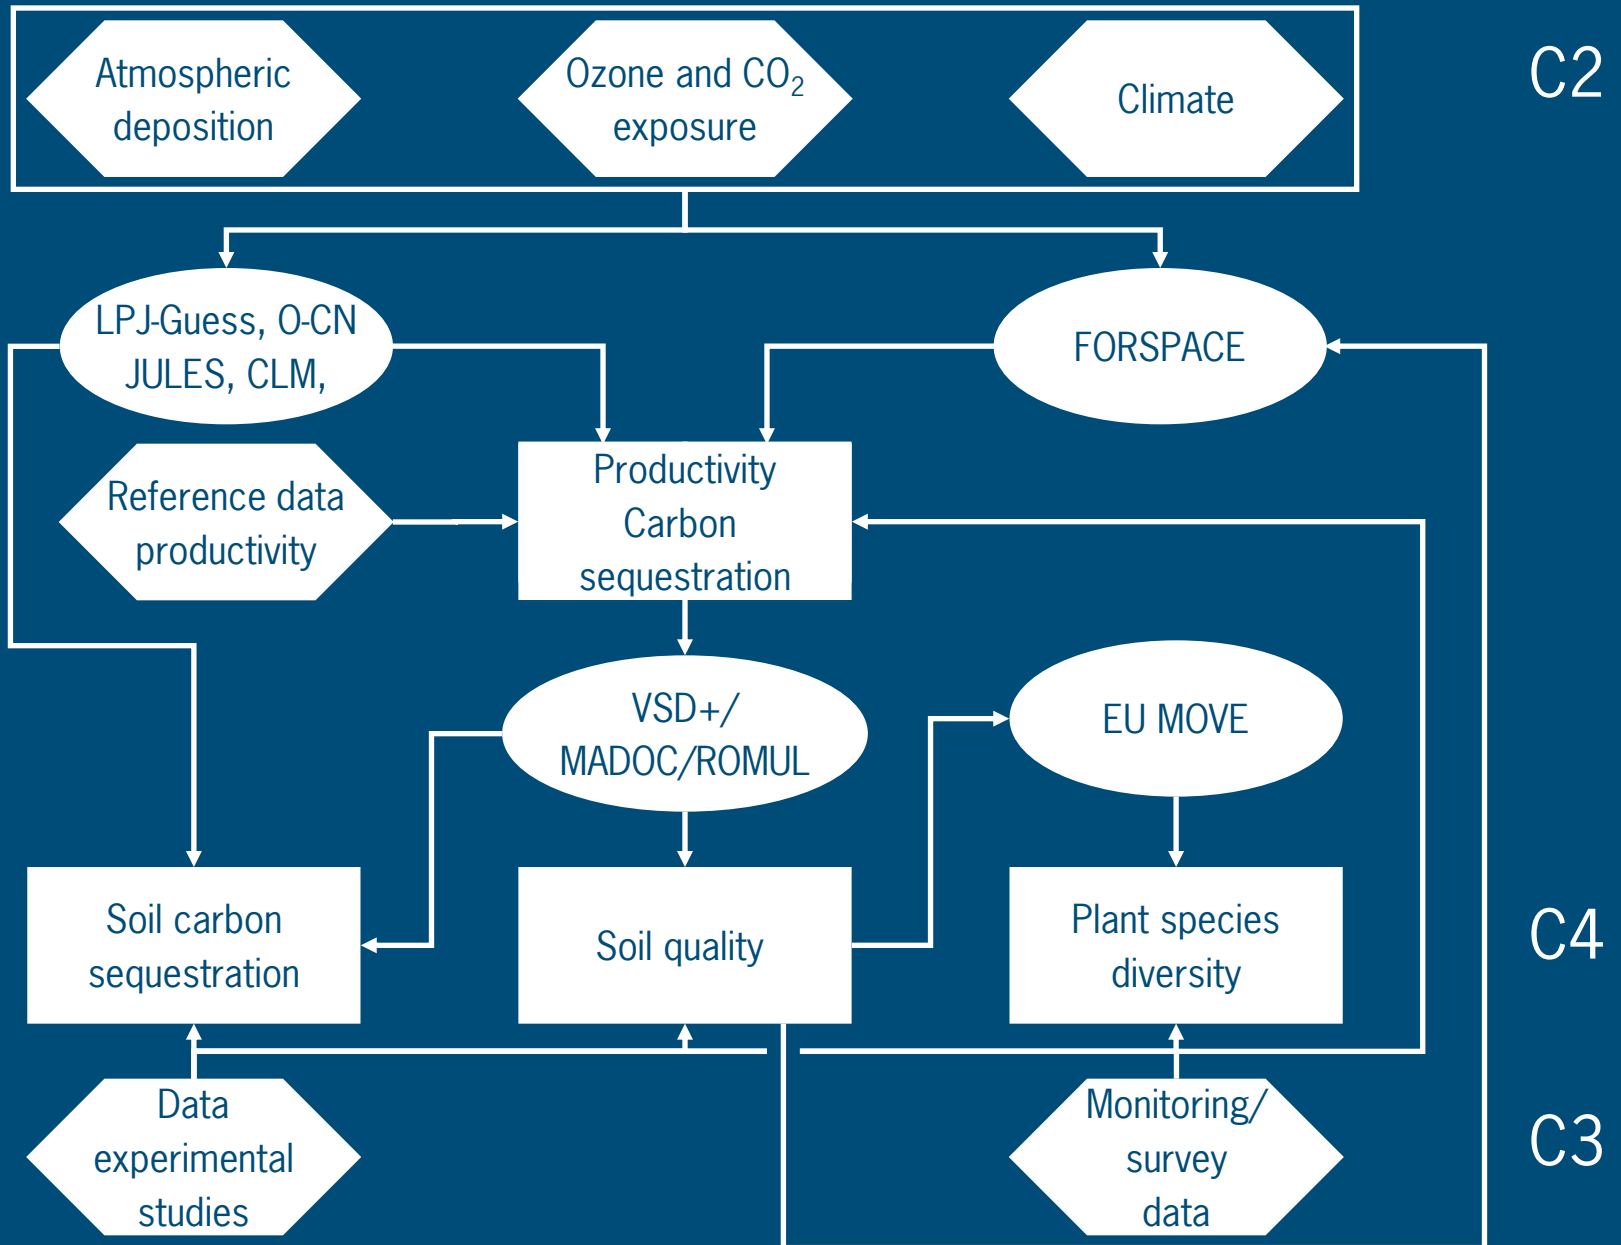 Atmospheric
deposition
Ozone and CO₂
exposure
Climate
C2
LPJ-Guess, O-CN
JULES, CLM,
FORSPACE
Reference data
productivity
Productivity
Carbon
sequestration
VSD+/
MADOC/ROMUL
EU MOVE
Soil carbon
sequestration
Soil quality
Plant species
diversity
C4
Data
experimental
studies
Monitoring/
survey
data
C3